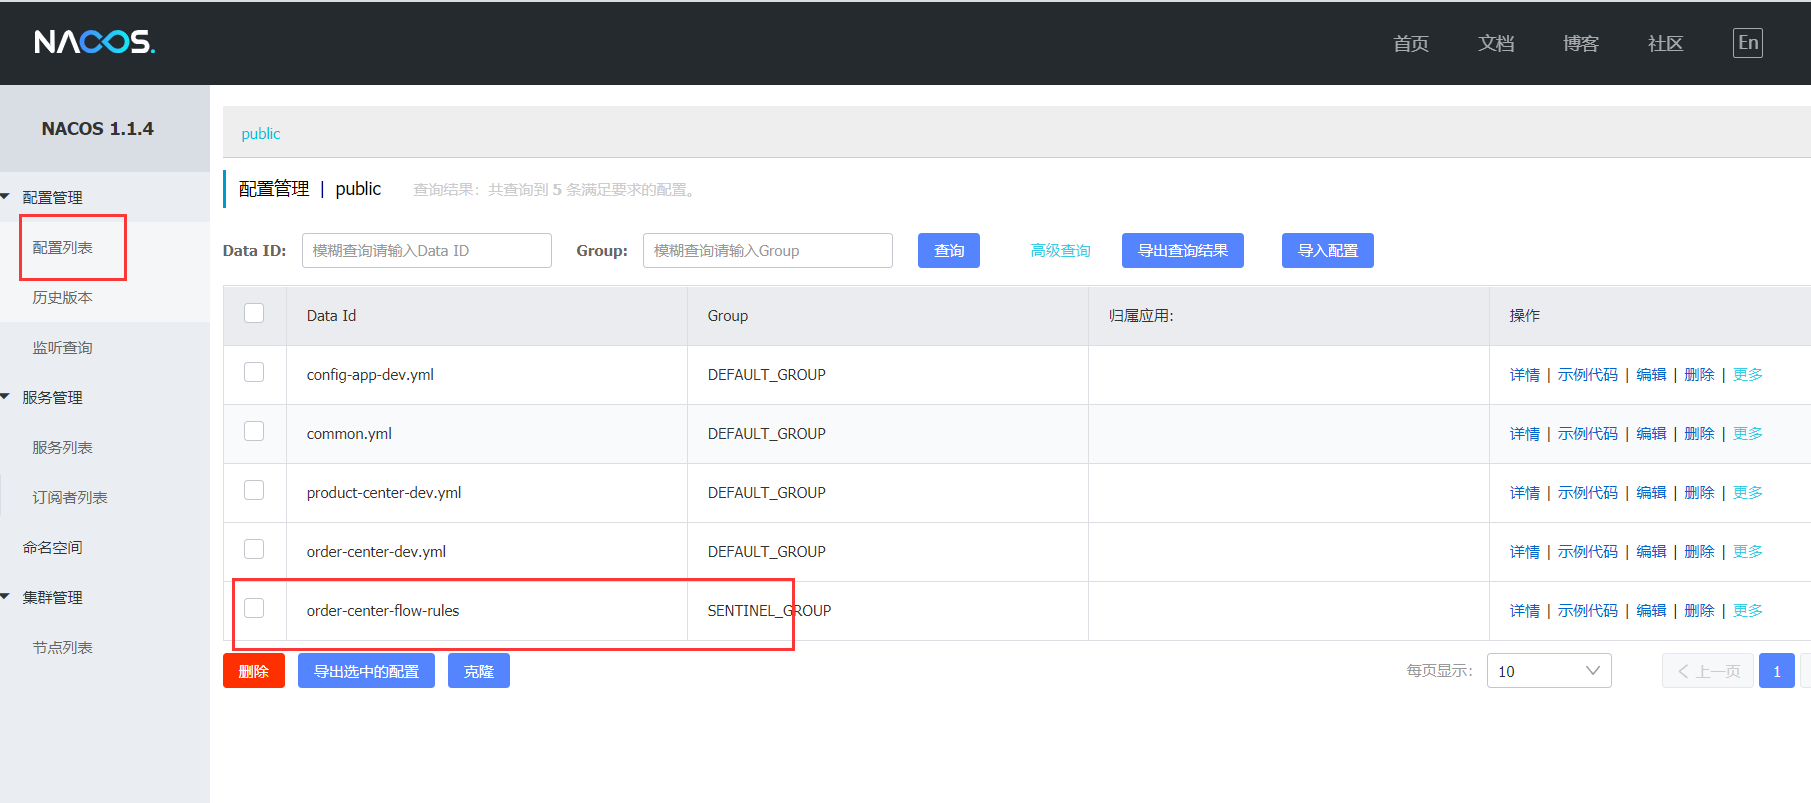 NACOS.
首页 文档 博客 社区 En
NACOS 1.1.4
配置管理
配置列表
历史版本
监听查询
服务管理
服务列表
订阅者列表
命名空间
集群管理
节点列表
public
配置管理 | public 查询结果：共查询到 5 条满足要求的配置。
Data ID: 模糊查询请输入Data ID Group: 模糊查询请输入Group 查询 高级查询 导出查询结果 导入配置
Data Id Group 归属应用: 操作
config-app-dev.yml DEFAULT_GROUP 详情 | 示例代码 | 编辑 | 删除 | 更多
common.yml DEFAULT_GROUP 详情 | 示例代码 | 编辑 | 删除 | 更多
product-center-dev.yml DEFAULT_GROUP 详情 | 示例代码 | 编辑 | 删除 | 更多
order-center-dev.yml DEFAULT_GROUP 详情 | 示例代码 | 编辑 | 删除 | 更多
order-center-flow-rules SENTINEL_GROUP 详情 | 示例代码 | 编辑 | 删除 | 更多
删除 导出选中的配置 克隆 每页显示: 10 上一页 1